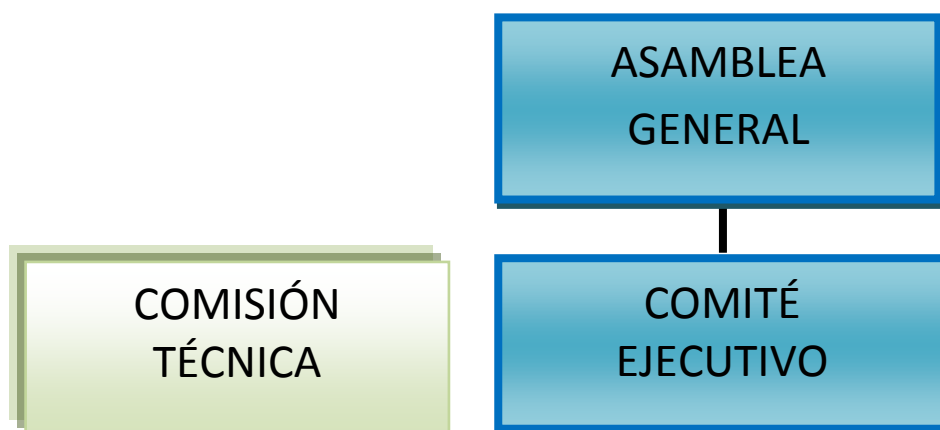 ASAMBLEA
GENERAL
COMISIÓN
TÉCNICA
COMITÉ
EJECUTIVO